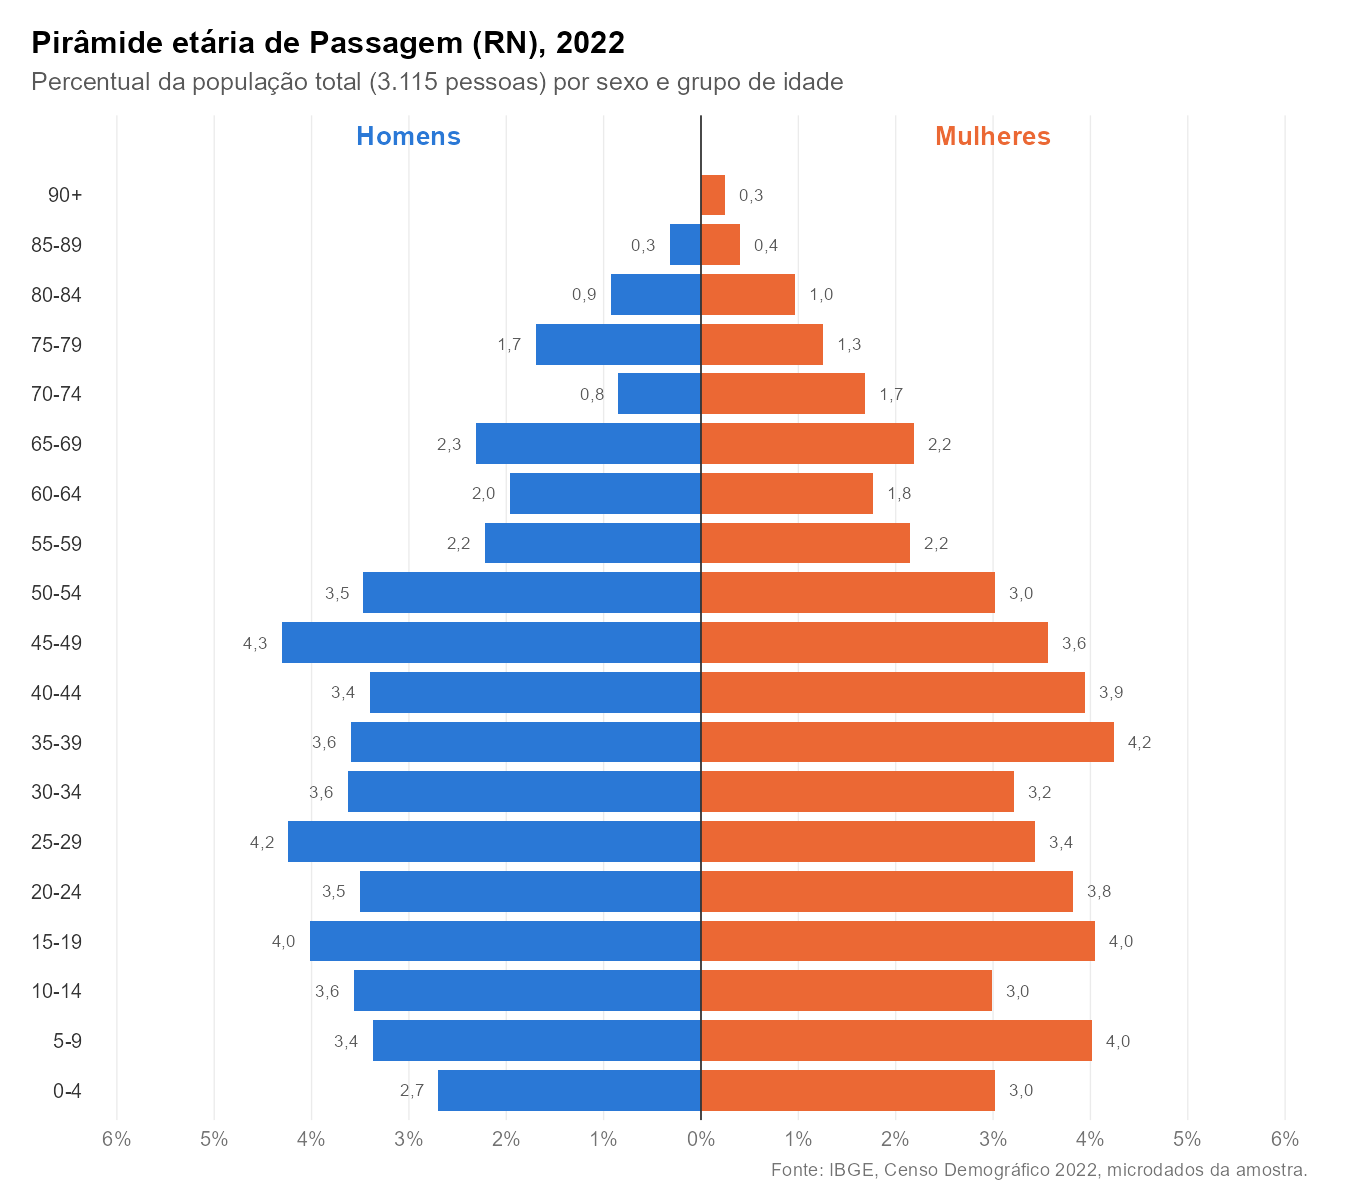 Pirâmide etária de Passagem (RN), 2022
Percentual da população total (3.115 pessoas) por sexo e grupo de idade
Homens Mulheres
90+ 0,3
85-89 0,3 0,4
80-84 0,9 1,0
75-79 1,7 1,3
70-74 0,8 1,7
65-69 2,3 2,2
60-64 2,0 1,8
55-59 2,2 2,2
50-54 3,5 3,0
45-49 4,3 3,6
40-44 3,4 3,9
35-39 3,6 4,2
30-34 3,6 3,2
25-29 4,2 3,4
20-24 3,5 3,8
15-19 4,0 4,0
10-14 3,6 3,0
5-9 3,4 4,0
0-4 2,7 3,0
6% 5% 4% 3% 2% 1% 0% 1% 2% 3% 4% 5% 6%
Fonte: IBGE, Censo Demográfico 2022, microdados da amostra.